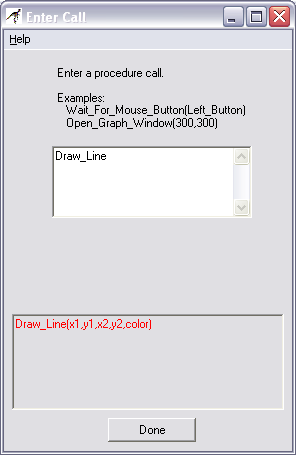 Enter Call
Help
Enter a procedure call.
Examples:
Wait_For_Mouse_Button(Left_Button)
Open_Graph_Window(300,300)
Draw_Line
Draw_Line(x1,y1,x2,y2,color)
Done